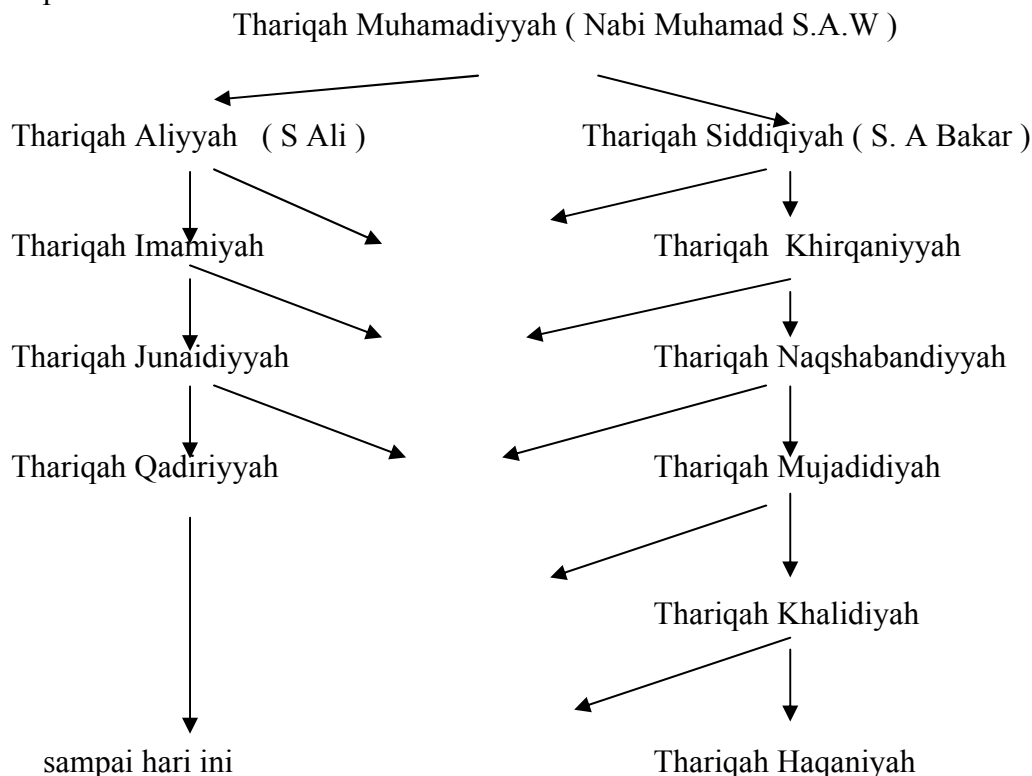 Thariqah Muhamadiyyah ( Nabi Muhamad S.A.W )
Thariqah Aliyyah ( S Ali ) Thariqah Siddiqiyah ( S. A Bakar )
Thariqah Imamiyah Thariqah Khirqaniyyah
Thariqah Junaidiyyah Thariqah Naqshabandiyyah
Thariqah Qadiriyyah Thariqah Mujadidiyah
Thariqah Khalidiyah
sampai hari ini Thariqah Haqaniyah